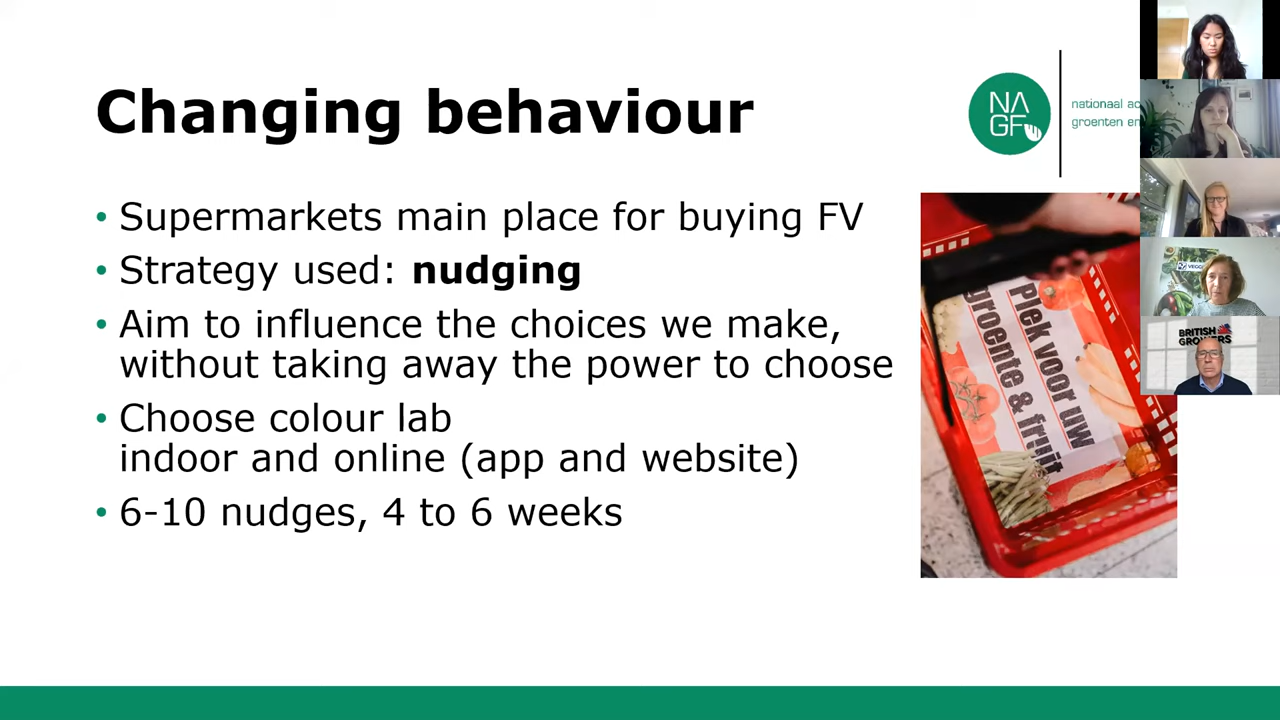 Changing behaviour
NA
GF
nationaal
groenten en
• Supermarkets main place for buying FV
• Strategy used: nudging
• Aim to influence the choices we make,
without taking away the power to choose
• Choose colour lab
indoor and online (app and website)
• 6-10 nudges, 4 to 6 weeks
Plek voor uw
groente & fruit
BRITISH
GROWERS